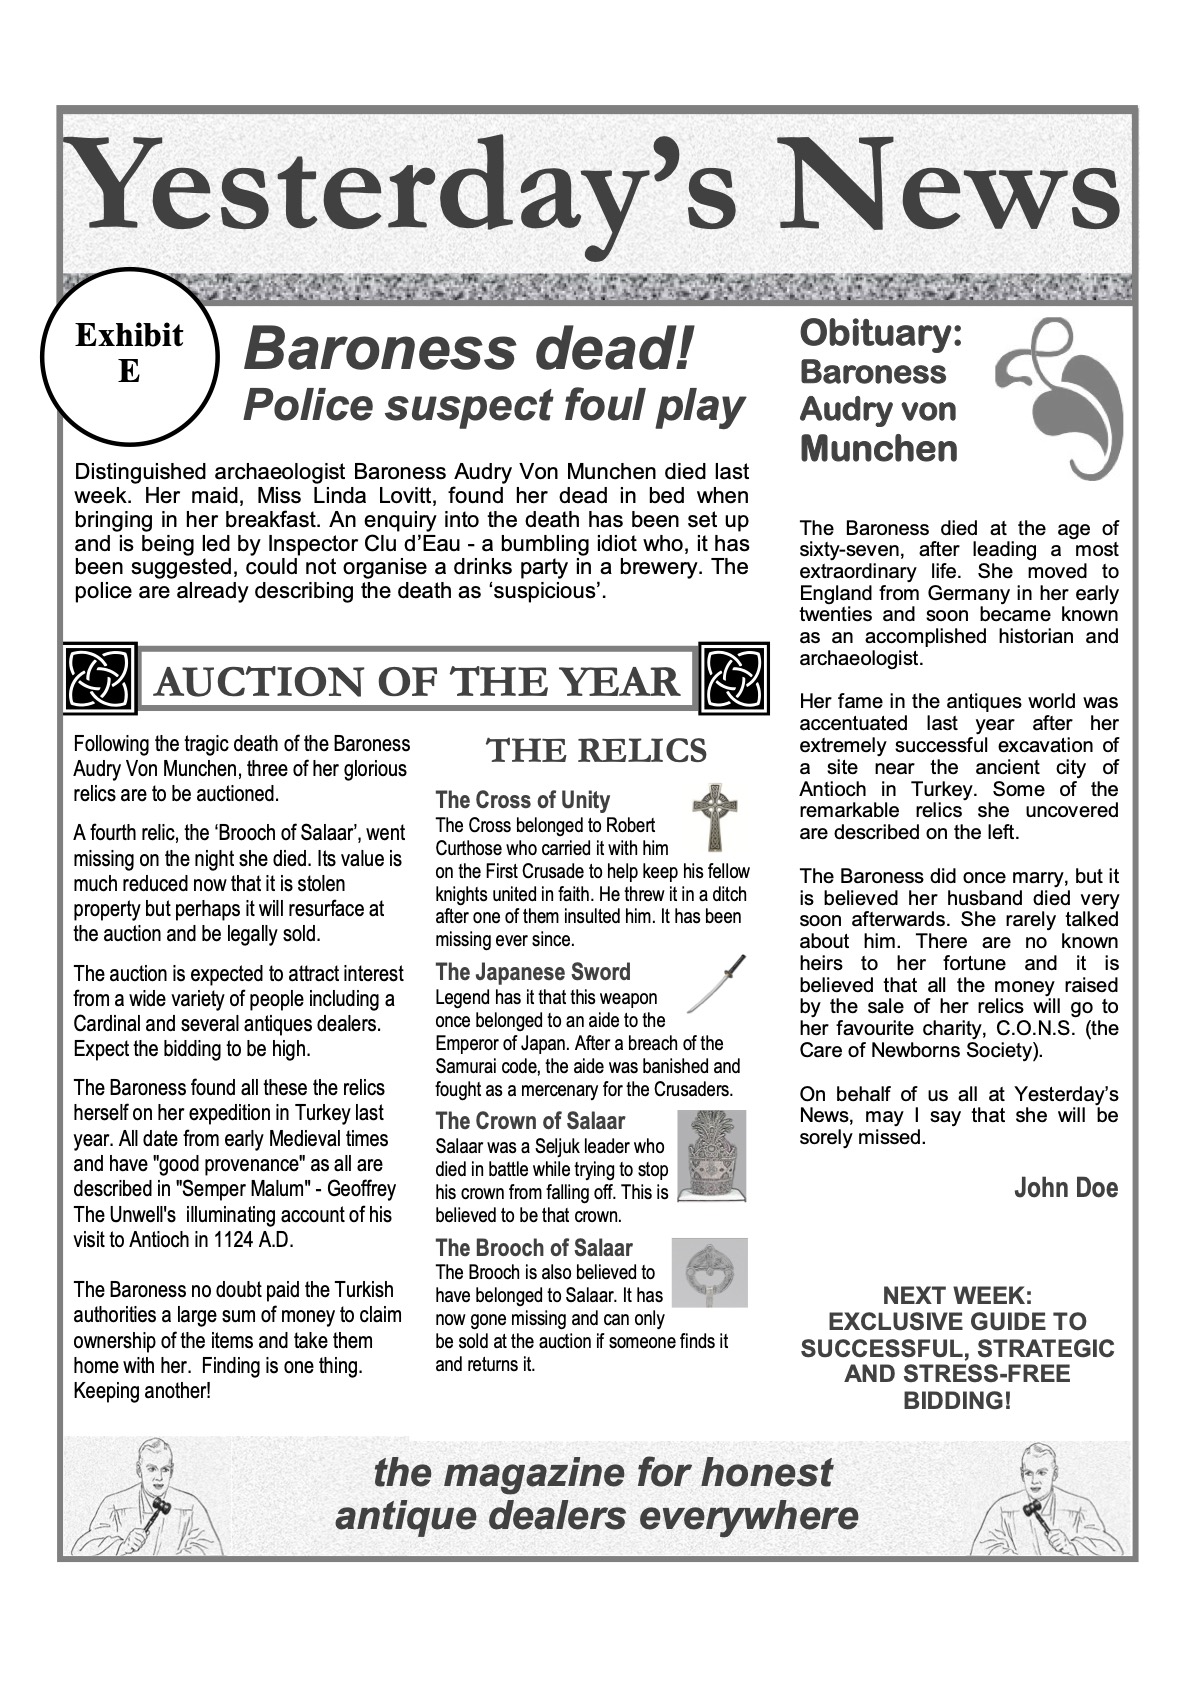 Yesterday's News
Exhibit
E
Baroness dead!
Police suspect foul play
Distinguished archaeologist Baroness Audry Von Munchen died last
week. Her maid, Miss Linda Lovitt, found her dead in bed when
bringing in her breakfast. An enquiry into the death has been set up
and is being led by Inspector Clu d'Eau - a bumbling idiot who, it has
been suggested, could not organise a drinks party in a brewery. The
police are already describing the death as 'suspicious'.
AUCTION OF THE YEAR
Following the tragic death of the Baroness
Audry Von Munchen, three of her glorious
relics are to be auctioned.
A fourth relic, the 'Brooch of Salaar', went
missing on the night she died. Its value is
much reduced now that it is stolen
property but perhaps it will resurface at
the auction and be legally sold.
The auction is expected to attract interest
from a wide variety of people including a
Cardinal and several antiques dealers.
Expect the bidding to be high.
The Baroness found all these the relics
herself on her expedition in Turkey last
year. All date from early Medieval times
and have "good provenance" as all are
described in "Semper Malum" - Geoffrey
The Unwell's illuminating account of his
visit to Antioch in 1124 A.D.
The Baroness no doubt paid the Turkish
authorities a large sum of money to claim
ownership of the items and take them
home with her. Finding is one thing.
Keeping another!
THE RELICS
The Cross of Unity
The Cross belonged to Robert
Curthose who carried it with him
on the First Crusade to help keep his fellow
knights united in faith. He threw it in a ditch
after one of them insulted him. It has been
missing ever since.
The Japanese Sword
Legend has it that this weapon
once belonged to an aide to the
Emperor of Japan. After a breach of the
Samurai code, the aide was banished and
fought as a mercenary for the Crusaders.
The Crown of Salaar
Salaar was a Seljuk leader who
died in battle while trying to stop
his crown from falling off. This is
believed to be that crown.
The Brooch of Salaar
The Brooch is also believed to
have belonged to Salaar. It has
now gone missing and can only
be sold at the auction if someone finds it
and returns it.
Obituary:
Baroness
Audry von
Munchen
The Baroness died at the age of
sixty-seven, after leading a most
extraordinary life. She moved to
England from Germany in her early
twenties and soon became known
as an accomplished historian and
archaeologist.
Her fame in the antiques world was
accentuated last year after her
extremely successful excavation of
a site near the ancient city of
Antioch in Turkey. Some of the
remarkable relics she uncovered
are described on the left.
The Baroness did once marry, but it
is believed her husband died very
soon afterwards. She rarely talked
about him. There are no known
heirs to her fortune and it is
believed that all the money raised
by the sale of her relics will go to
her favourite charity, C.O.N.S. (the
Care of Newborns Society).
On behalf of us all at Yesterday's
News, may I say that she will be
sorely missed.
John Doe
NEXT WEEK:
EXCLUSIVE GUIDE TO
SUCCESSFUL, STRATEGIC
AND STRESS-FREE
BIDDING!
the magazine for honest
antique dealers everywhere